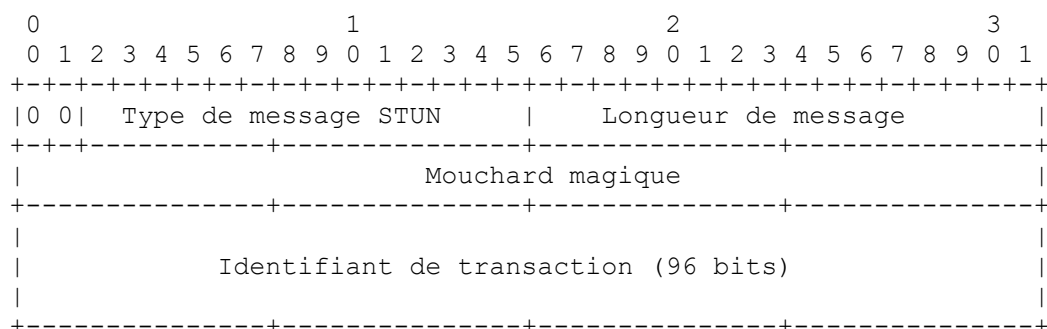 0                   1                   2                   3
 0 1 2 3 4 5 6 7 8 9 0 1 2 3 4 5 6 7 8 9 0 1 2 3 4 5 6 7 8 9 0 1
+-+-+-+-+-+-+-+-+-+-+-+-+-+-+-+-+-+-+-+-+-+-+-+-+-+-+-+-+-+-+-+-+
|0 0|  Type de message STUN     |    Longueur de message        |
+-+-+-----------+---------------+---------------+---------------+
|                         Mouchard magique                      |
+---------------+---------------+---------------+---------------+
|                                                               |
|            Identifiant de transaction (96 bits)               |
|                                                               |
+---------------+---------------+---------------+---------------+